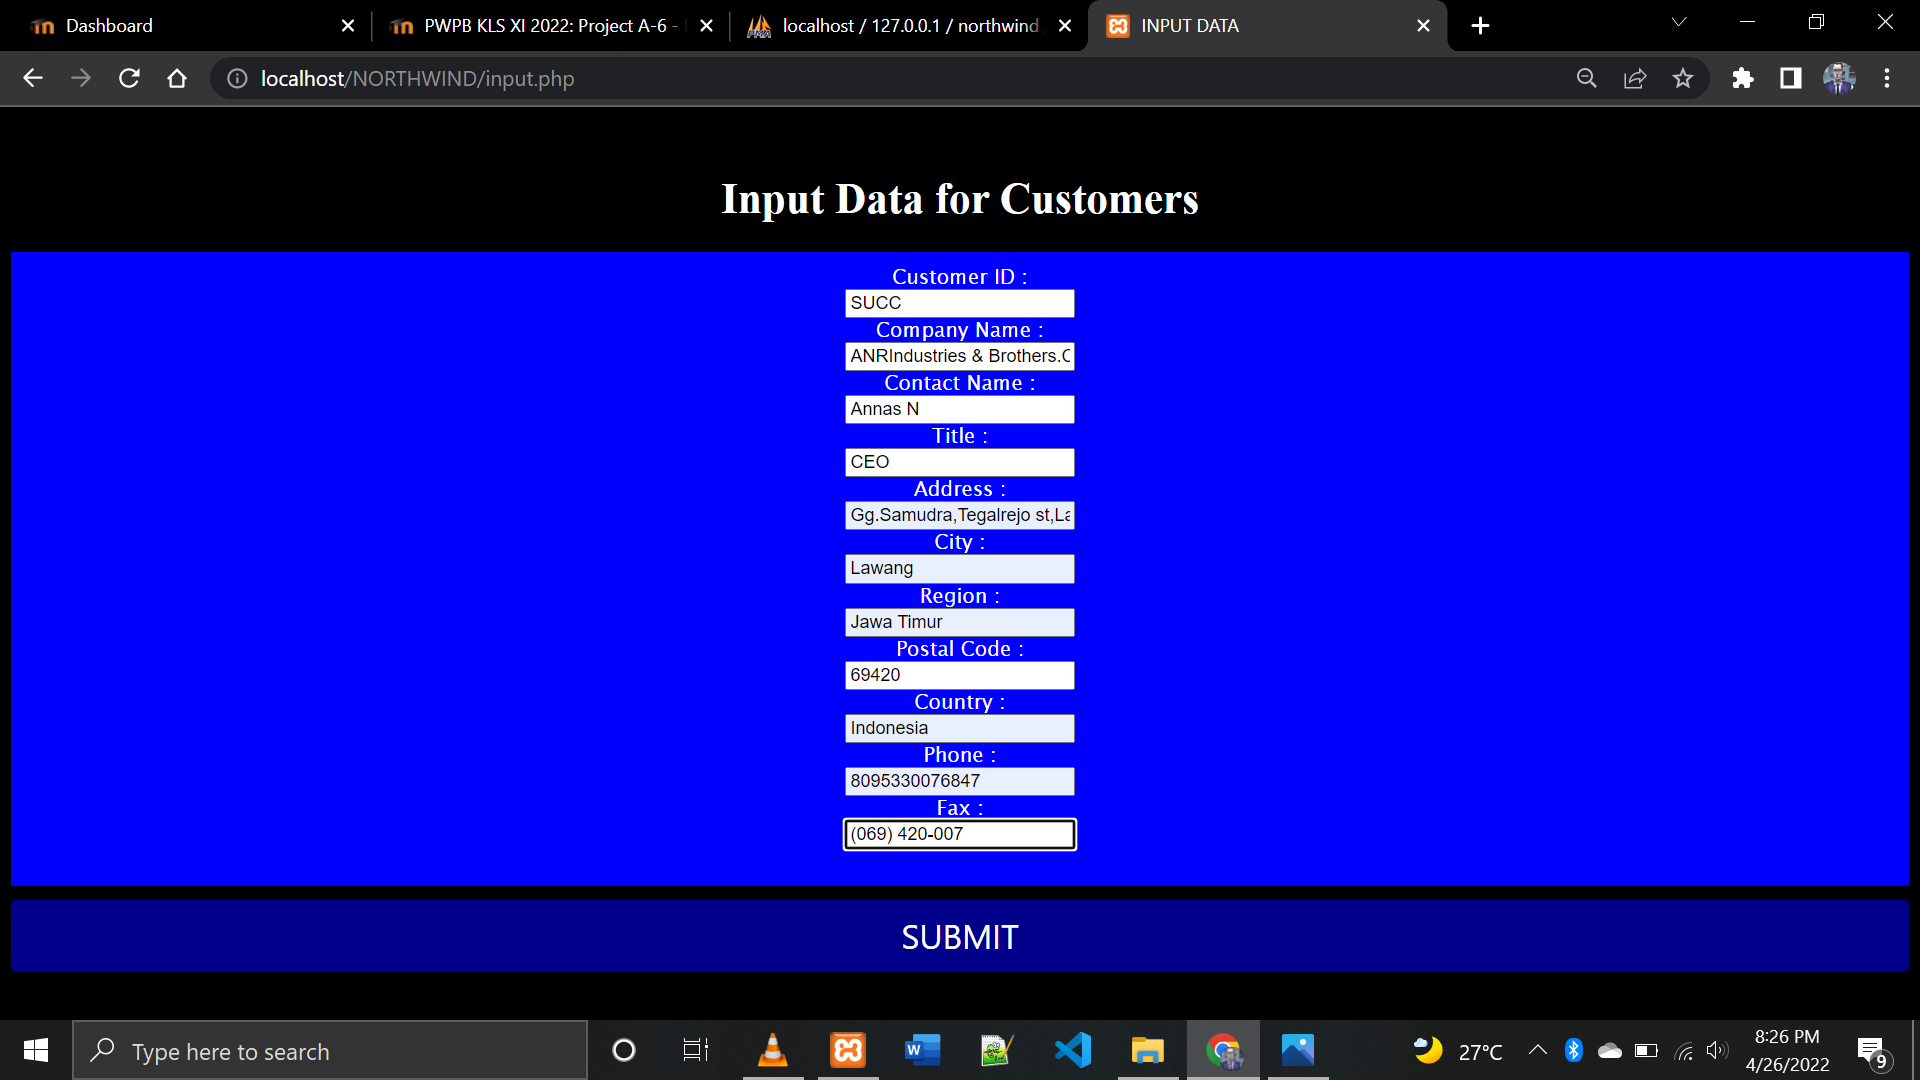 Dashboard
PWPB KLS XI 2022: Project A-6 -
localhost / 127.0.0.1 / northwind
INPUT DATA
localhost/NORTHWIND/input.php
Input Data for Customers
Customer ID :
SUCC
Company Name :
ANRIndustries & Brothers.C
Contact Name :
Annas N
Title :
CEO
Address :
Gg.Samudra,Tegalrejo st,La
City :
Lawang
Region :
Jawa Timur
Postal Code :
69420
Country :
Indonesia
Phone :
8095330076847
Fax :
(069) 420-007
SUBMIT
Type here to search
27°C
8:26 PM
4/26/2022
9